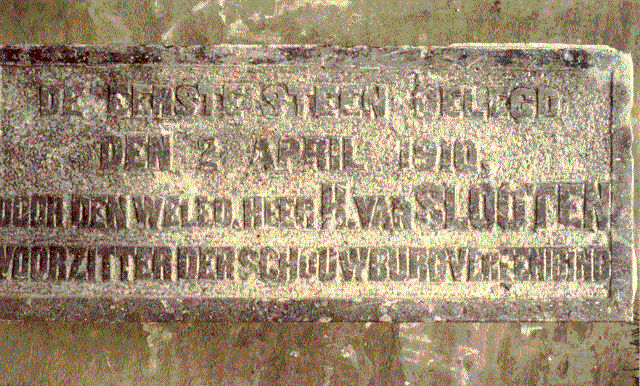 DE EERSTE STEEN GELEGD
DEN 2 APRIL 1910.
DOOR DEN WELED. HEER H. VAN SLOOTEN
VOORZITTER DER SCHOUWBURGVEREENIGING